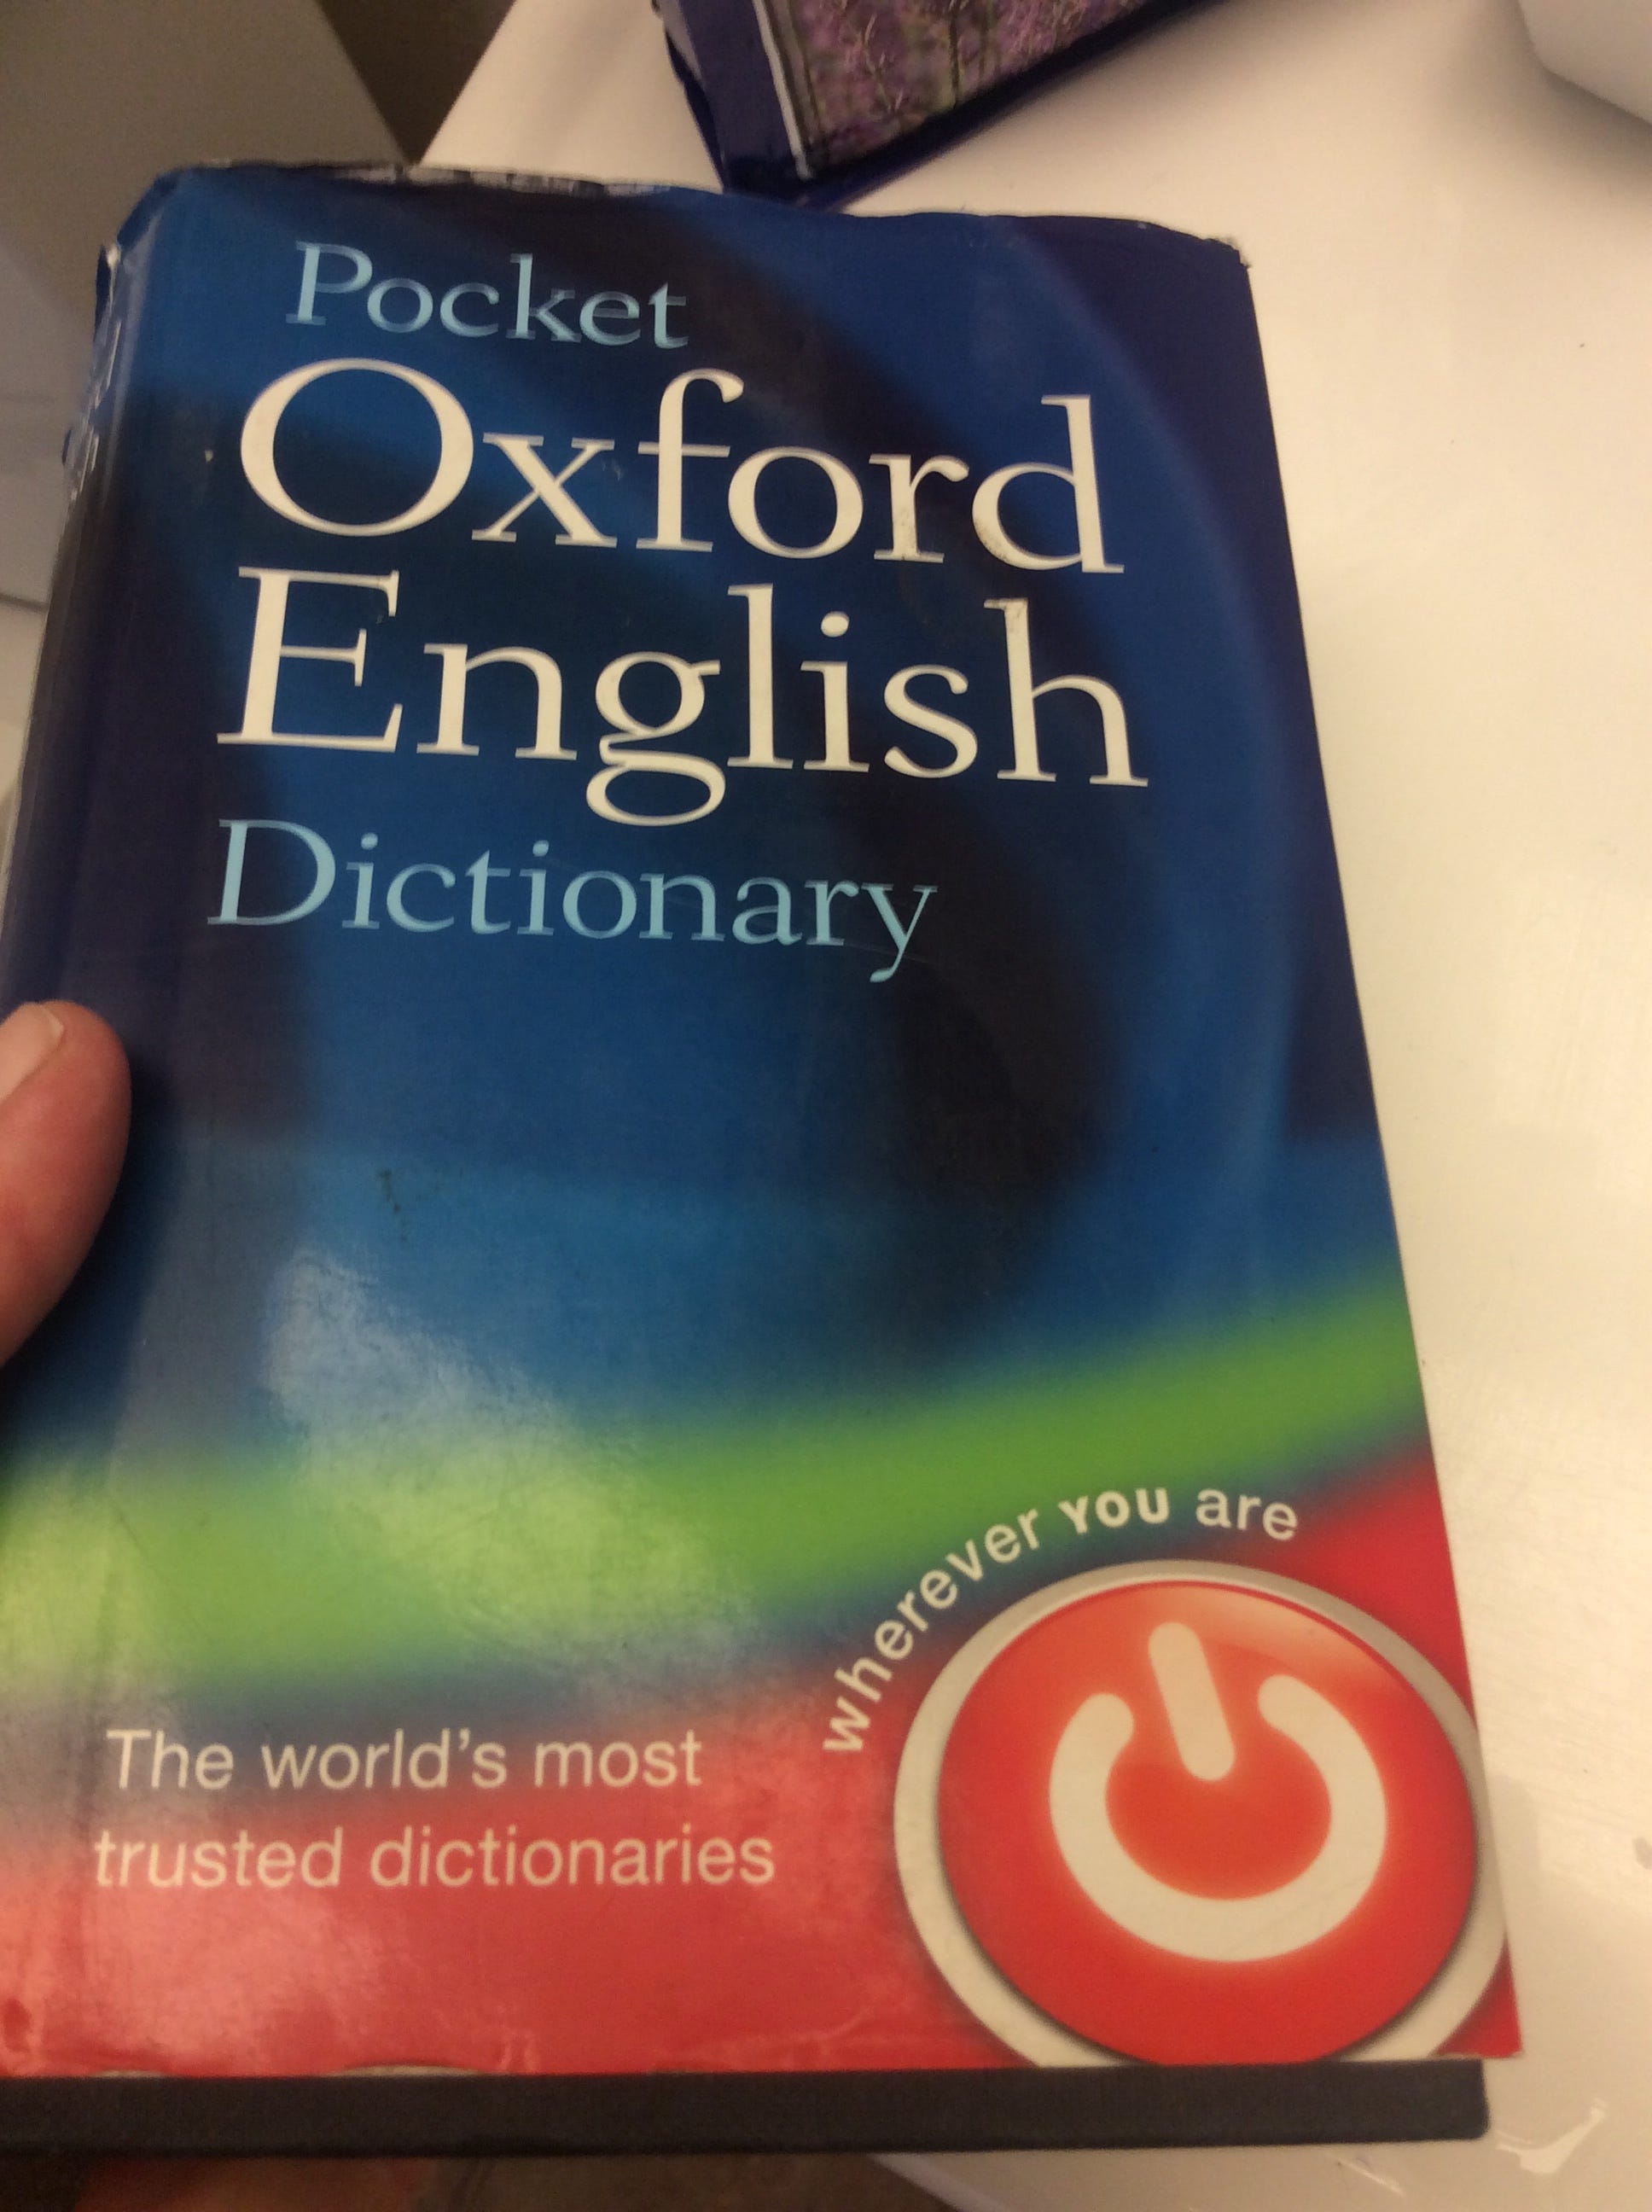 Pocket
Oxford
English
Dictionary
wherever YOU are
The world's most
trusted dictionaries